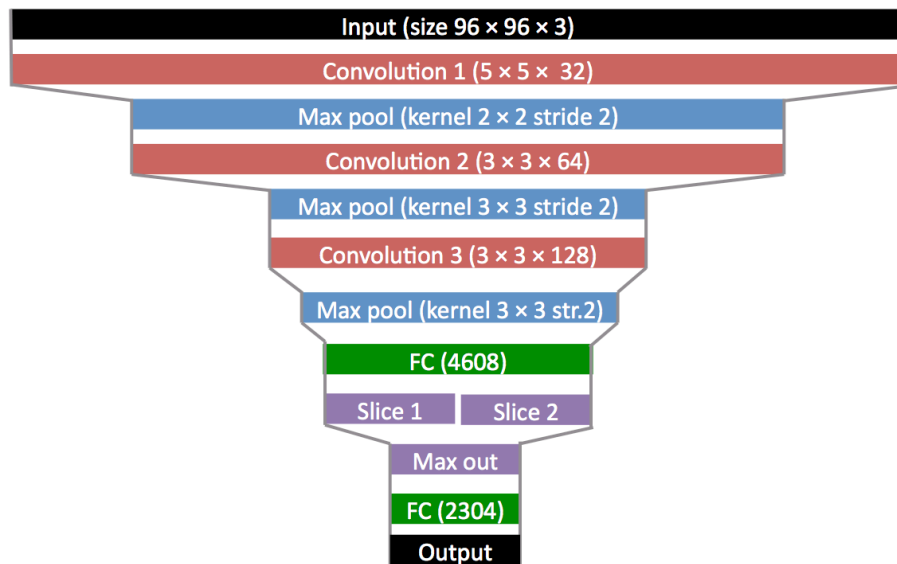 Input (size 96 × 96 × 3)
Convolution 1 (5 × 5 × 32)
Max pool (kernel 2 × 2 stride 2)
Convolution 2 (3 × 3 × 64)
Max pool (kernel 3 × 3 stride 2)
Convolution 3 (3 × 3 × 128)
Max pool (kernel 3 × 3 str.2)
FC (4608)
Slice 1 Slice 2
Max out
FC (2304)
Output